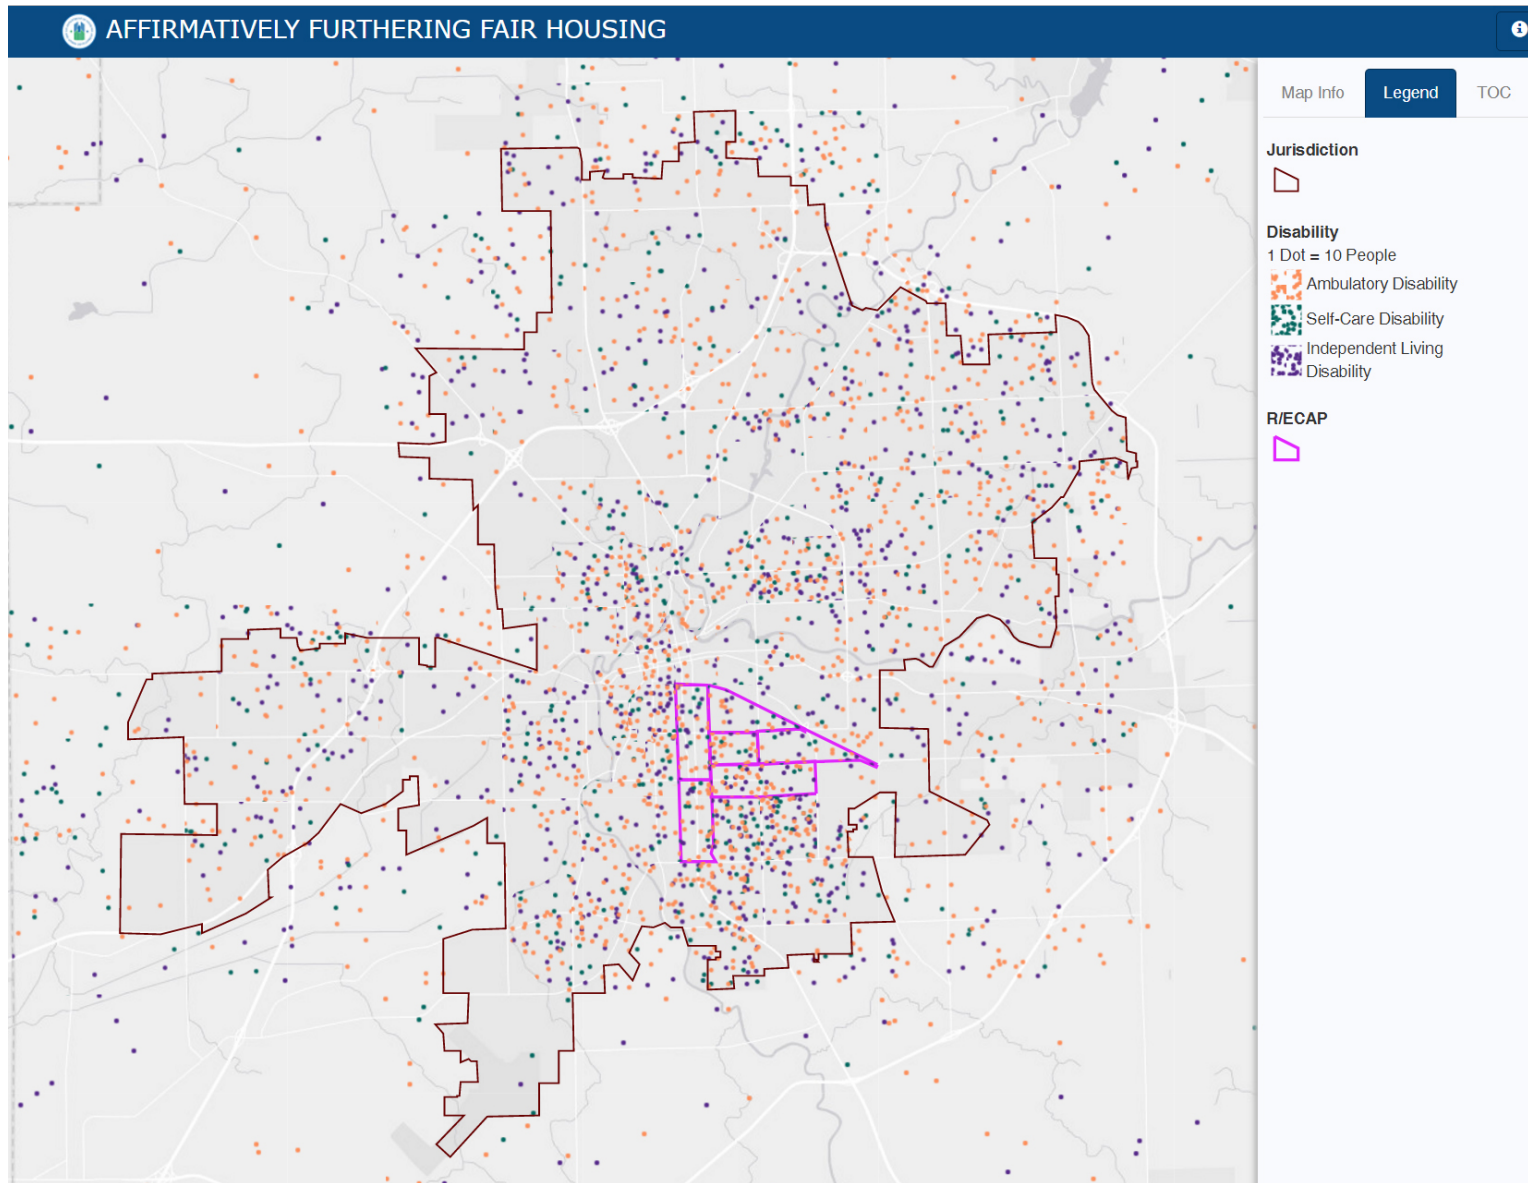 AFFIRMATIVELY FURTHERING FAIR HOUSING
Map Info
Legend
TOC
Jurisdiction
Disability
1 Dot = 10 People
Ambulatory Disability
Self-Care Disability
Independent Living
Disability
R/ECAP